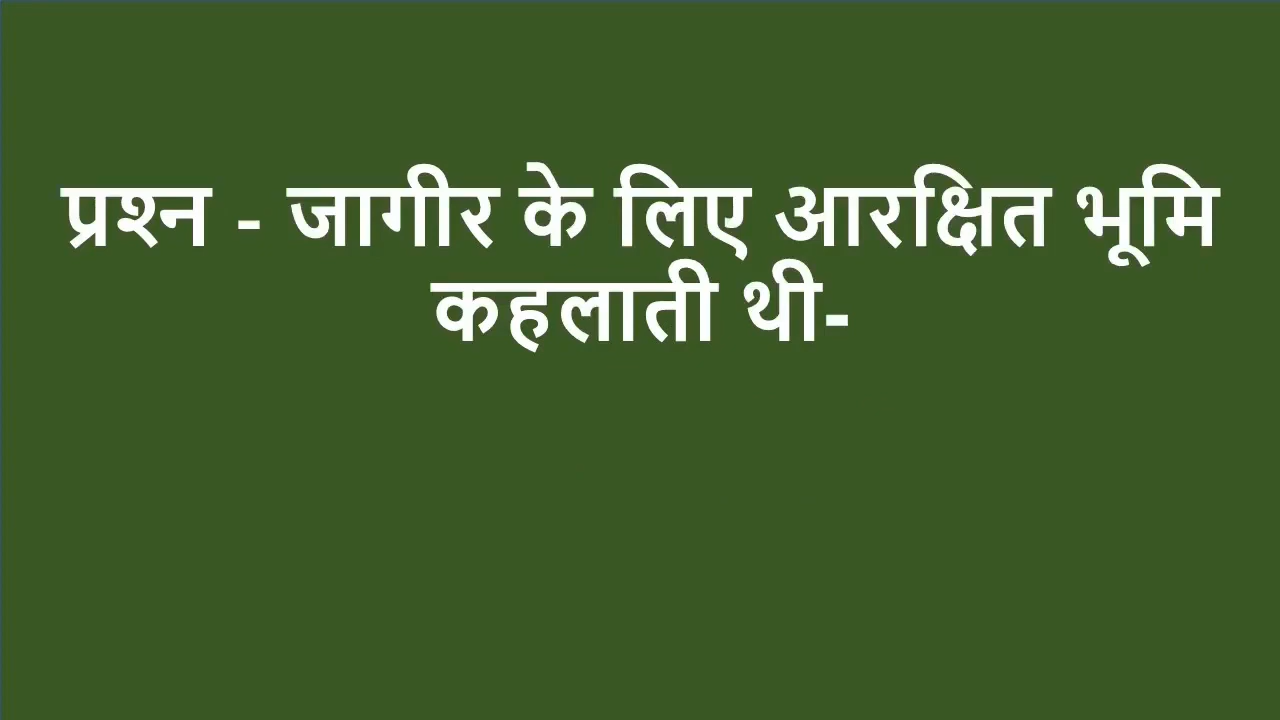 प्रश्न - जागीर के लिए आरक्षित भूमि
कहलाती थी-